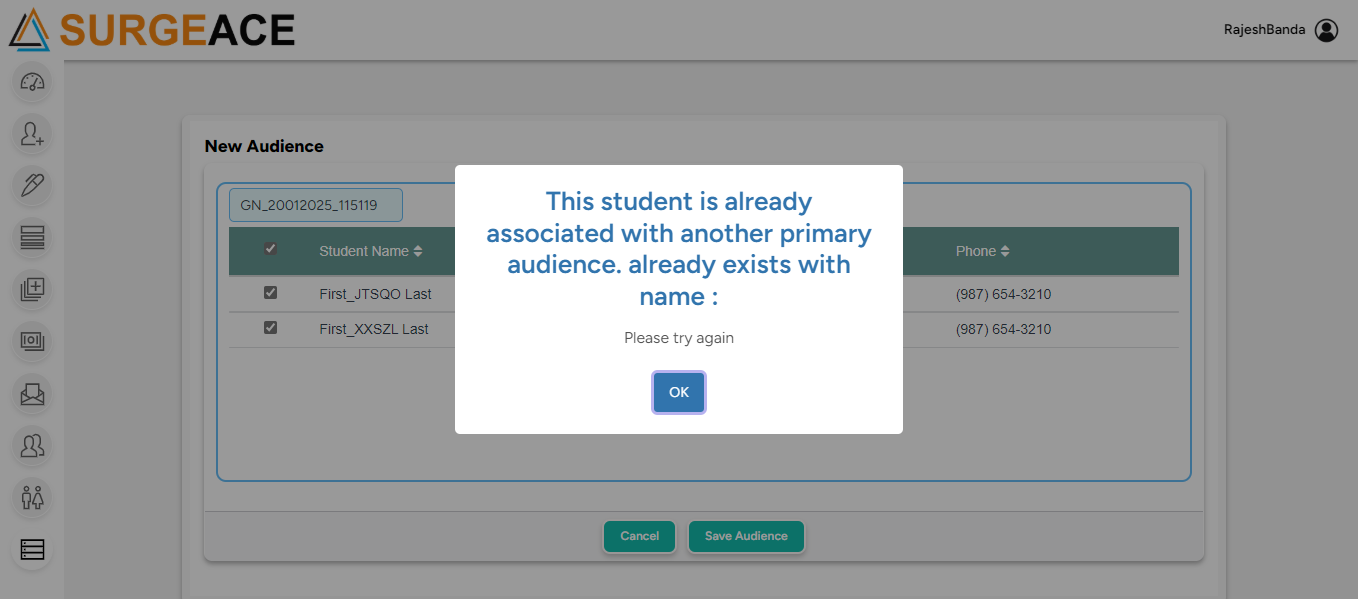 SURGEACE
RajeshBanda
New Audience
GN_20012025_115119
Student Name
Phone
First_JTSQO Last
(987) 654-3210
First_XXSZL Last
(987) 654-3210
This student is already
associated with another primary
audience. already exists with
name :
Please try again
OK
Cancel
Save Audience